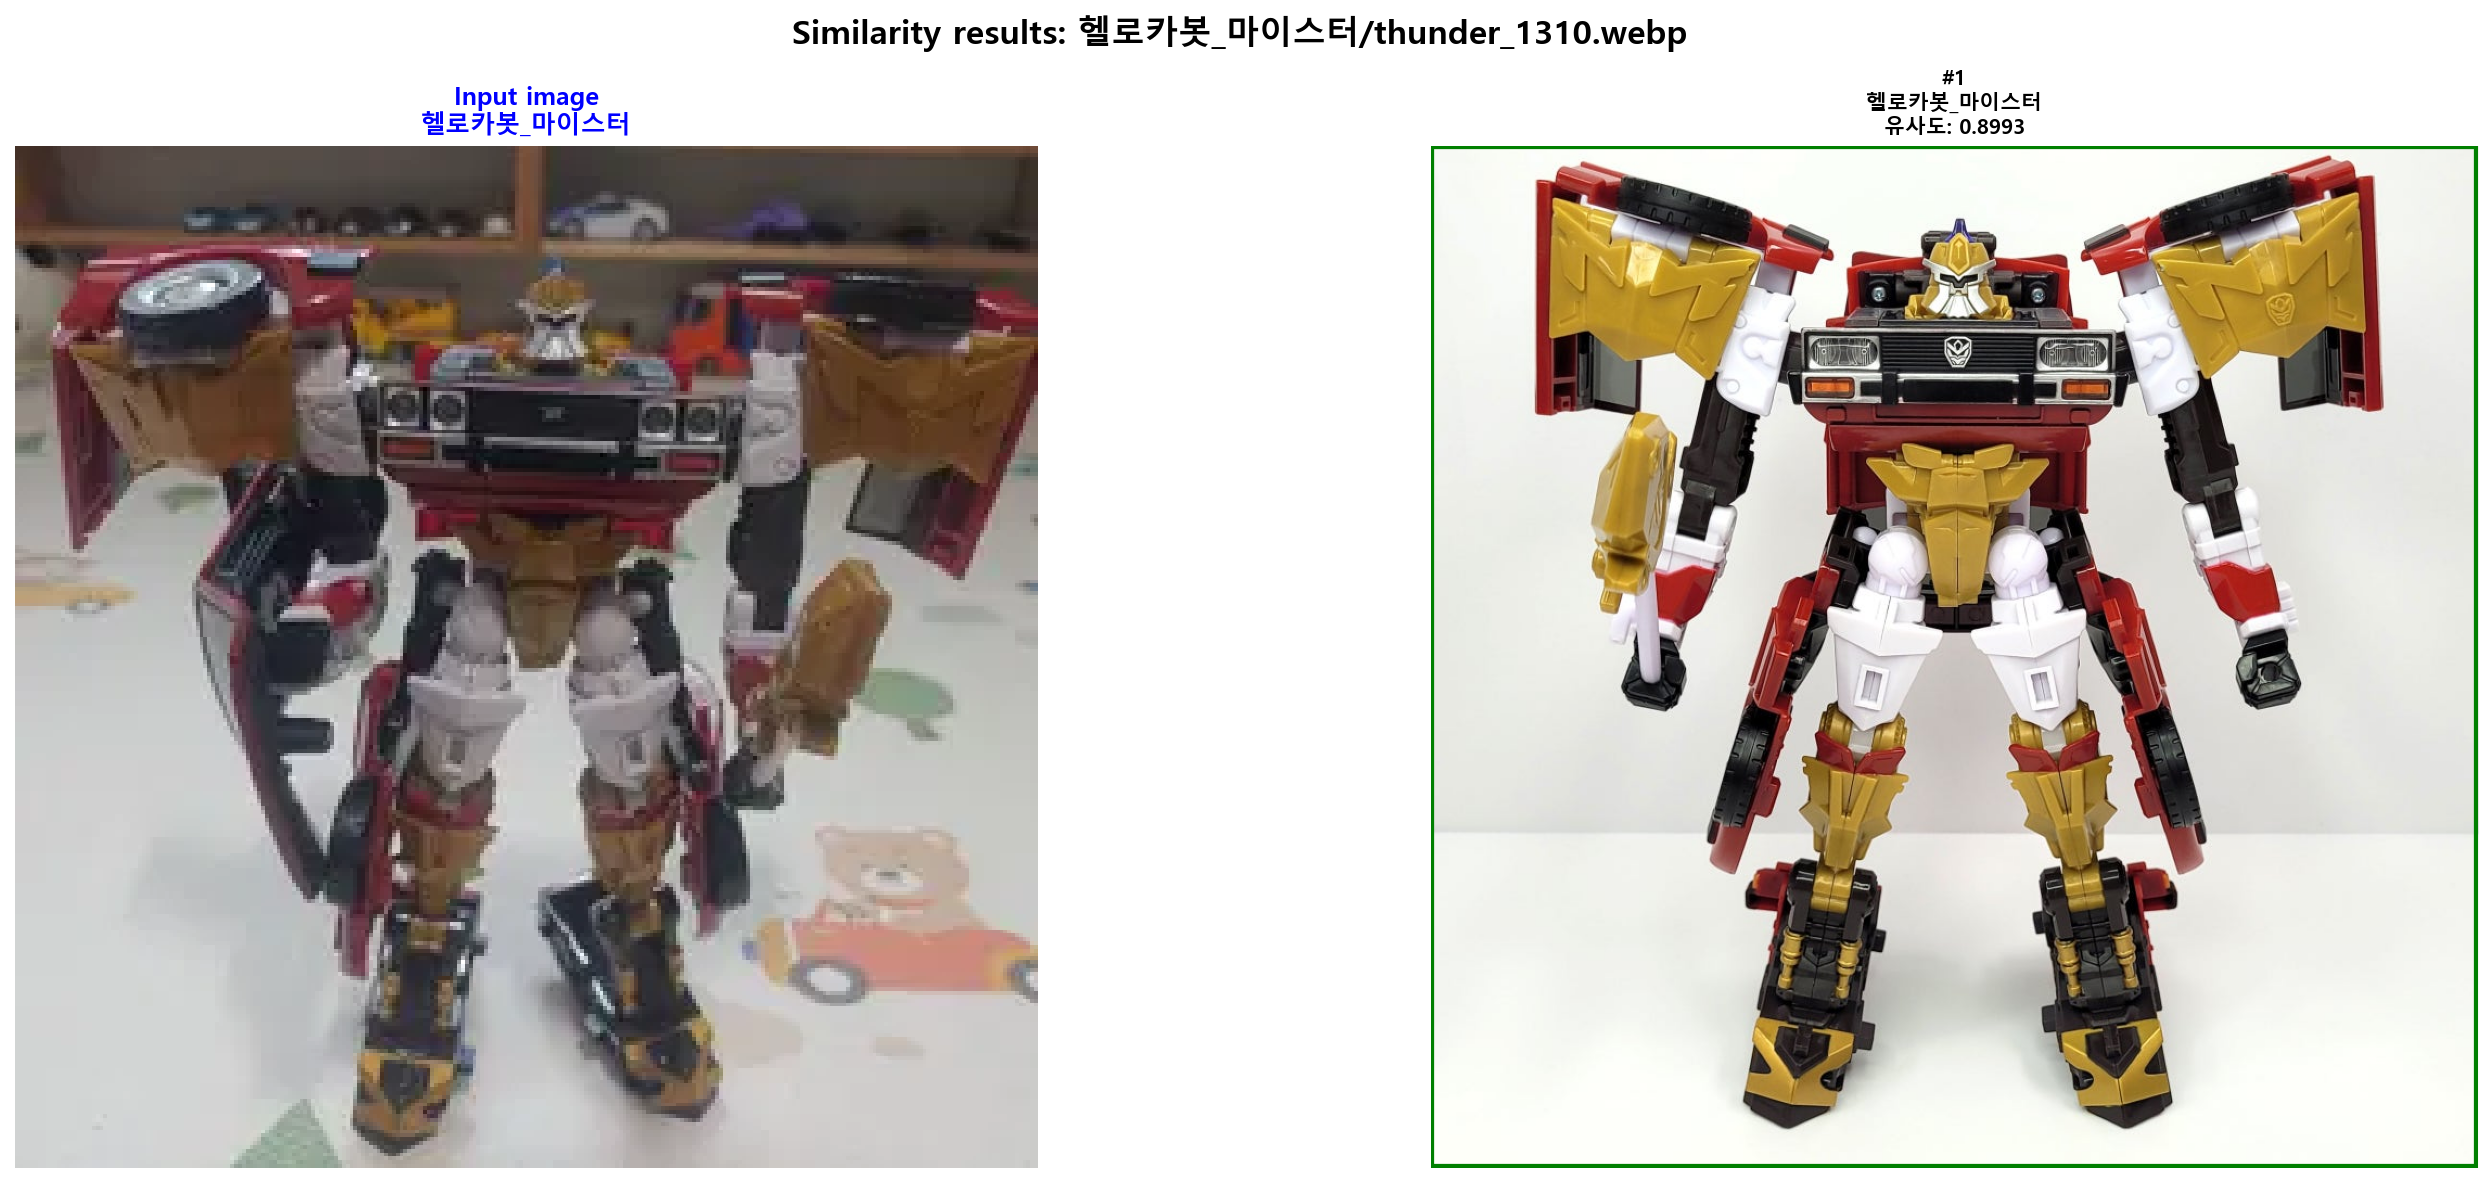 Similarity results: 헬로카봇_마이스터/thunder_1310.webp
Input image
헬로카봇_마이스터
#1
헬로카봇_마이스터
유사도: 0.8993